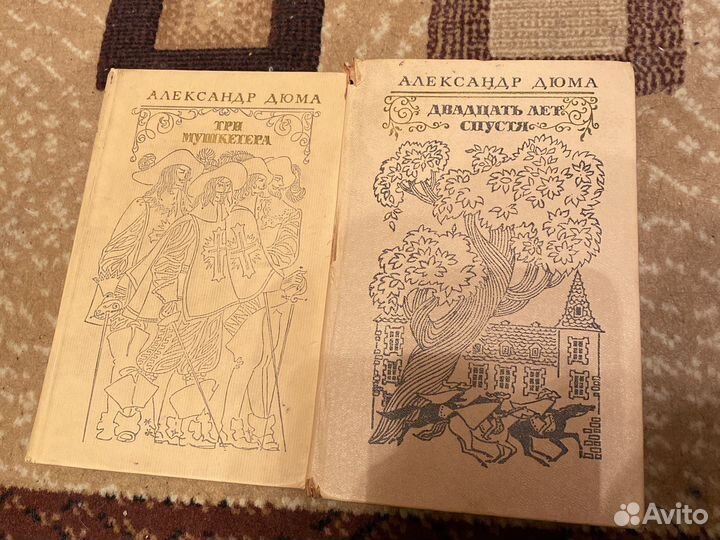 АЛЕКСАНДР ДЮМА
ТРИ
МУШКЕТЕРА
АЛЕКСАНДР ДЮМА
ДВАДЦАТЬ ЛЕТ
СПУСТЯ
Avito